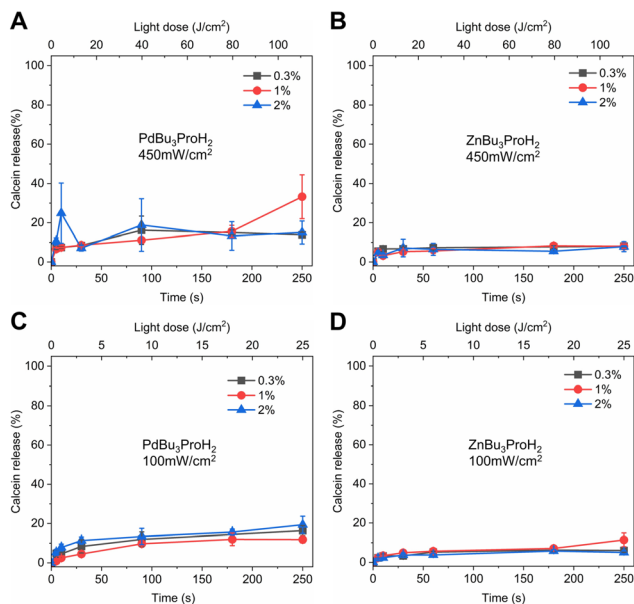 A
Light dose (J/cm²)
0 20 40 60 80 100
Calcein release(%)
100
80
60
40
20
0
0.3%
1%
2%
PdBu₃ProH₂
450mW/cm²
0 50 100 150 200 250
Time (s)
B
Light dose (J/cm²)
0 20 40 60 80 100
Calcein release (%)
100
80
60
40
20
0
0.3%
1%
2%
ZnBu₃ProH₂
450mW/cm²
0 50 100 150 200 250
Time (s)
C
Light dose (J/cm²)
0 5 10 15 20 25
Calcein release (%)
100
80
60
40
20
0
0.3%
1%
2%
PdBu₃ProH₂
100mW/cm²
0 50 100 150 200 250
Time (s)
D
Light dose (J/cm²)
0 5 10 15 20 25
Calcein release (%)
100
80
60
40
20
0
0.3%
1%
2%
ZnBu₃ProH₂
100mW/cm²
0 50 100 150 200 250
Time (s)